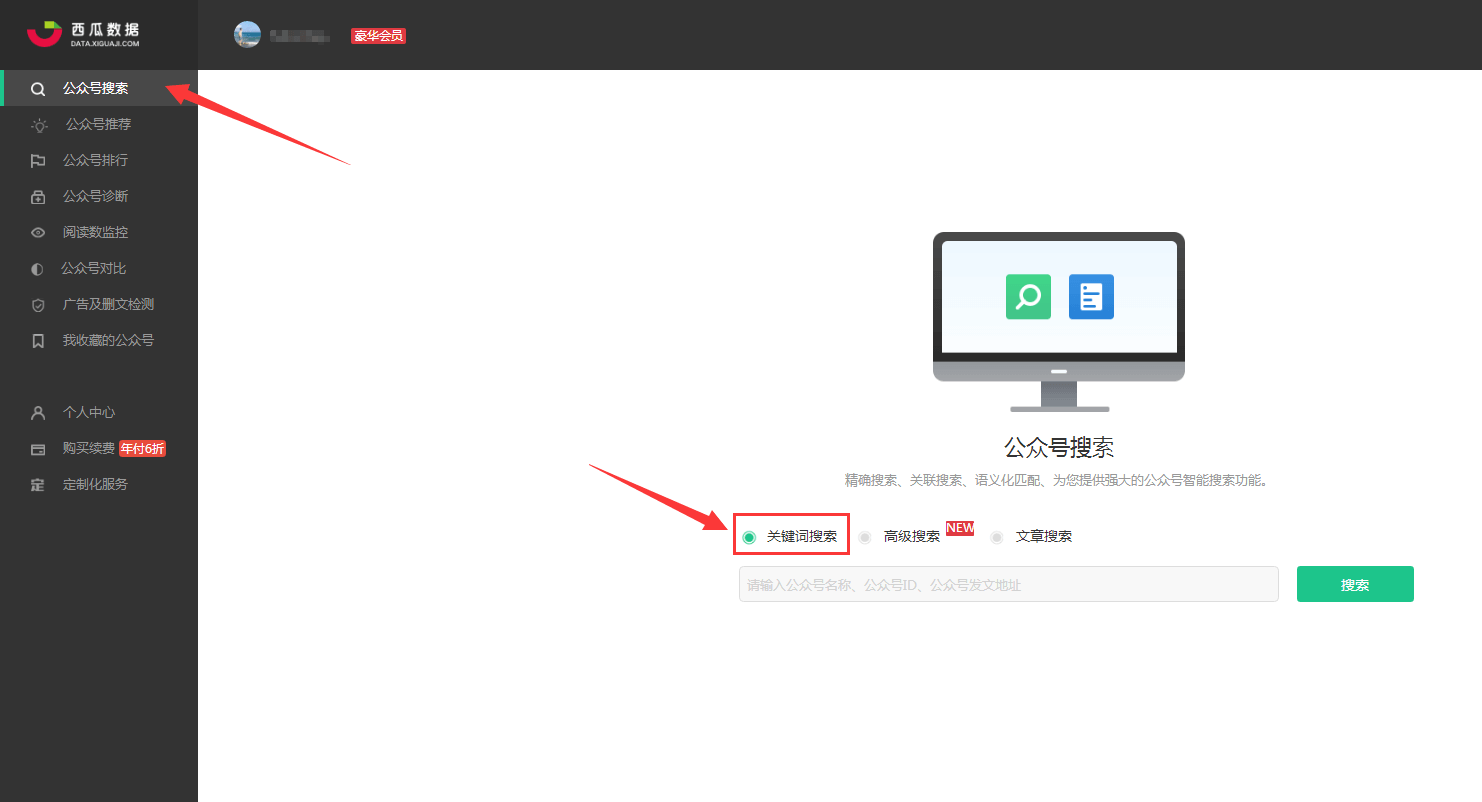 西瓜数据
DATA.XIGUAJI.COM
豪华会员
公众号搜索
公众号推荐
公众号排行
公众号诊断
阅读数监控
公众号对比
广告及删文检测
我收藏的公众号
个人中心
购买续费 年付6折
定制化服务
公众号搜索
精确搜索、关联搜索、语义化匹配、为您提供强大的公众号智能搜索功能。
关键词搜索 高级搜索 NEW 文章搜索
请输入公众号名称、公众号ID、公众号发文地址 搜索